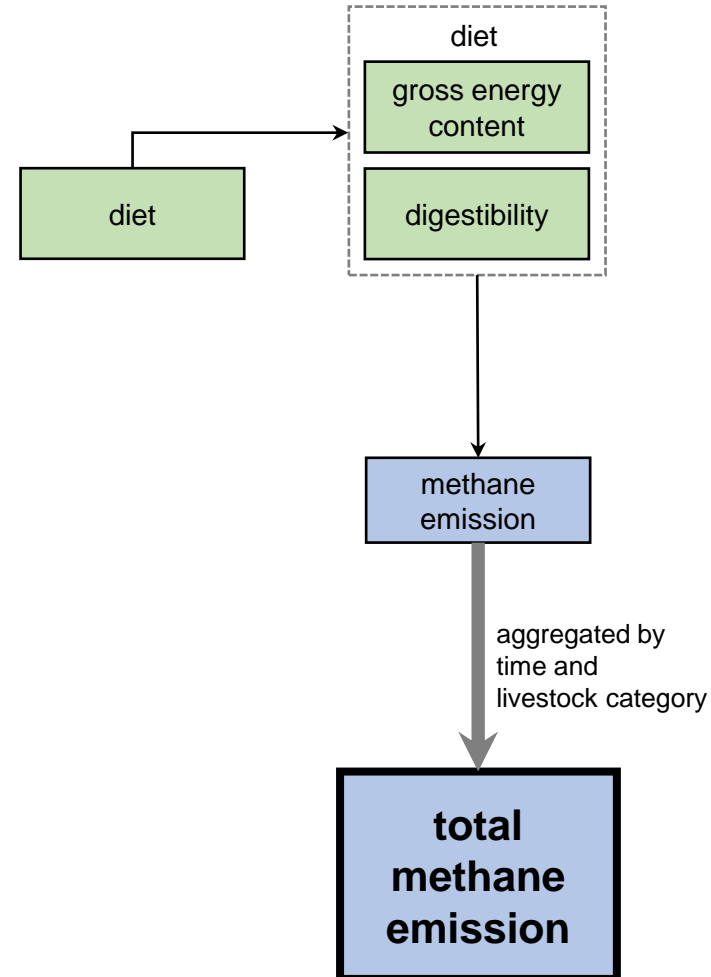 diet
gross energy
content
digestibility
diet
methane
emission
aggregated by
time and
livestock category
total
methane
emission